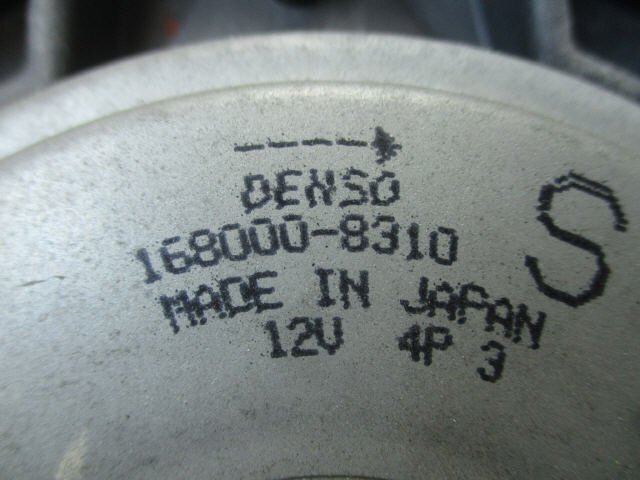 DENSO
168000-8310
S
MADE IN JAPAN
12V 4P 3